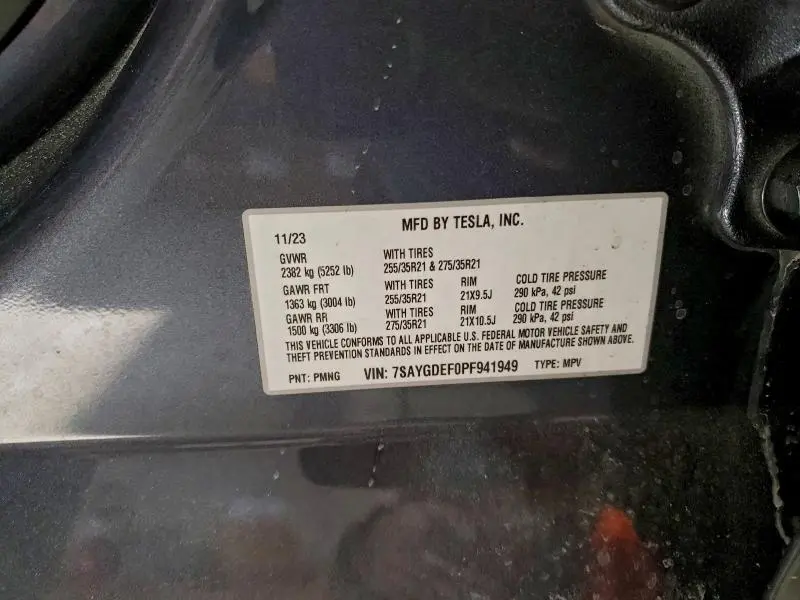 MFD BY TESLA, INC.
11/23
GVWR WITH TIRES
2382 kg (5252 lb) 255/35R21 & 275/35R21
GAWR FRT WITH TIRES RIM COLD TIRE PRESSURE
1363 kg (3004 lb) 255/35R21 21X9.5J 290 kPa, 42 psi
GAWR RR WITH TIRES RIM COLD TIRE PRESSURE
1500 kg (3306 lb) 275/35R21 21X10.5J 290 kPa, 42 psi
THIS VEHICLE CONFORMS TO ALL APPLICABLE U.S. FEDERAL MOTOR VEHICLE SAFETY AND
THEFT PREVENTION STANDARDS IN EFFECT ON THE DATE OF MANUFACTURE SHOWN ABOVE.
PNT: PMNG VIN: 7SAYGDEF0PF941949 TYPE: MPV